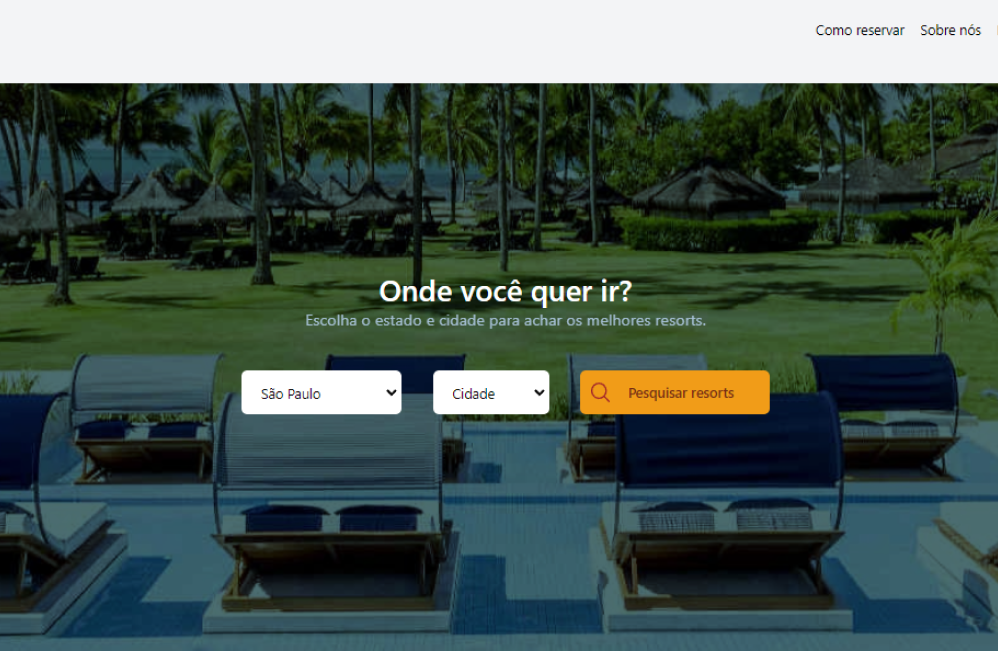 Como reservar Sobre nós
Onde você quer ir?
Escolha o estado e cidade para achar os melhores resorts.
São Paulo Cidade Pesquisar resorts